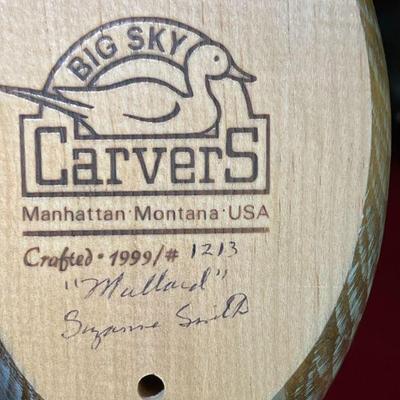 BIG SKY
CarverS
Manhattan·Montana·USA
Crafted·1999/# 1213
"Mallard"
Suzanne Smith